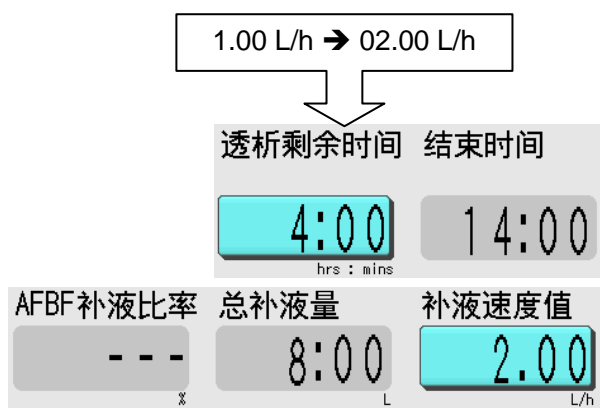 1.00 L/h ➔ 02.00 L/h
透析剩余时间 结束时间
4:00 14:00
hrs : mins
AFBF补液比率 总补液量 补液速度值
--- 8:00 2.00
% L L/h